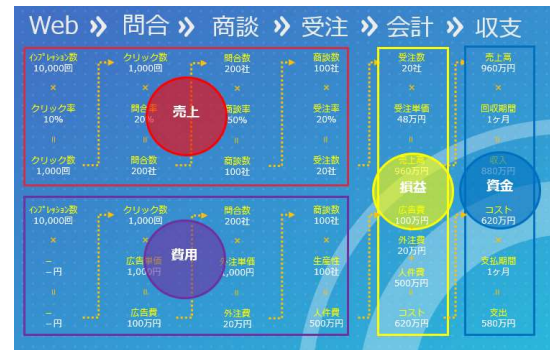 Web » 問合 » 商談 » 受注 » 会計 » 収支
インプレッション数
10,000回
×
クリック率
10%
=
クリック数
1,000回
クリック数
1,000回
×
問合率
20%
=
問合数
200社
問合数
200社
×
商談率
50%
=
商談数
100社
商談数
100社
×
受注率
20%
=
受注数
20社
売上
受注数
20社
×
受注単価
48万円
=
売上高
960万円
損益
広告費
100万円
外注費
20万円
人件費
500万円
=
コスト
620万円
売上高
960万円
×
回収期間
1ヶ月
=
収入
880万円
資金
コスト
620万円
×
支払期間
1ヶ月
=
支出
580万円
インプレッション数
10,000回
×
–
–円
=
–
–円
クリック数
1,000回
×
広告単価
1,000円
=
広告費
100万円
問合数
200社
×
外注単価
1,000円
=
外注費
20万円
商談数
100社
×
生産性
100社
=
人件費
500万円
費用